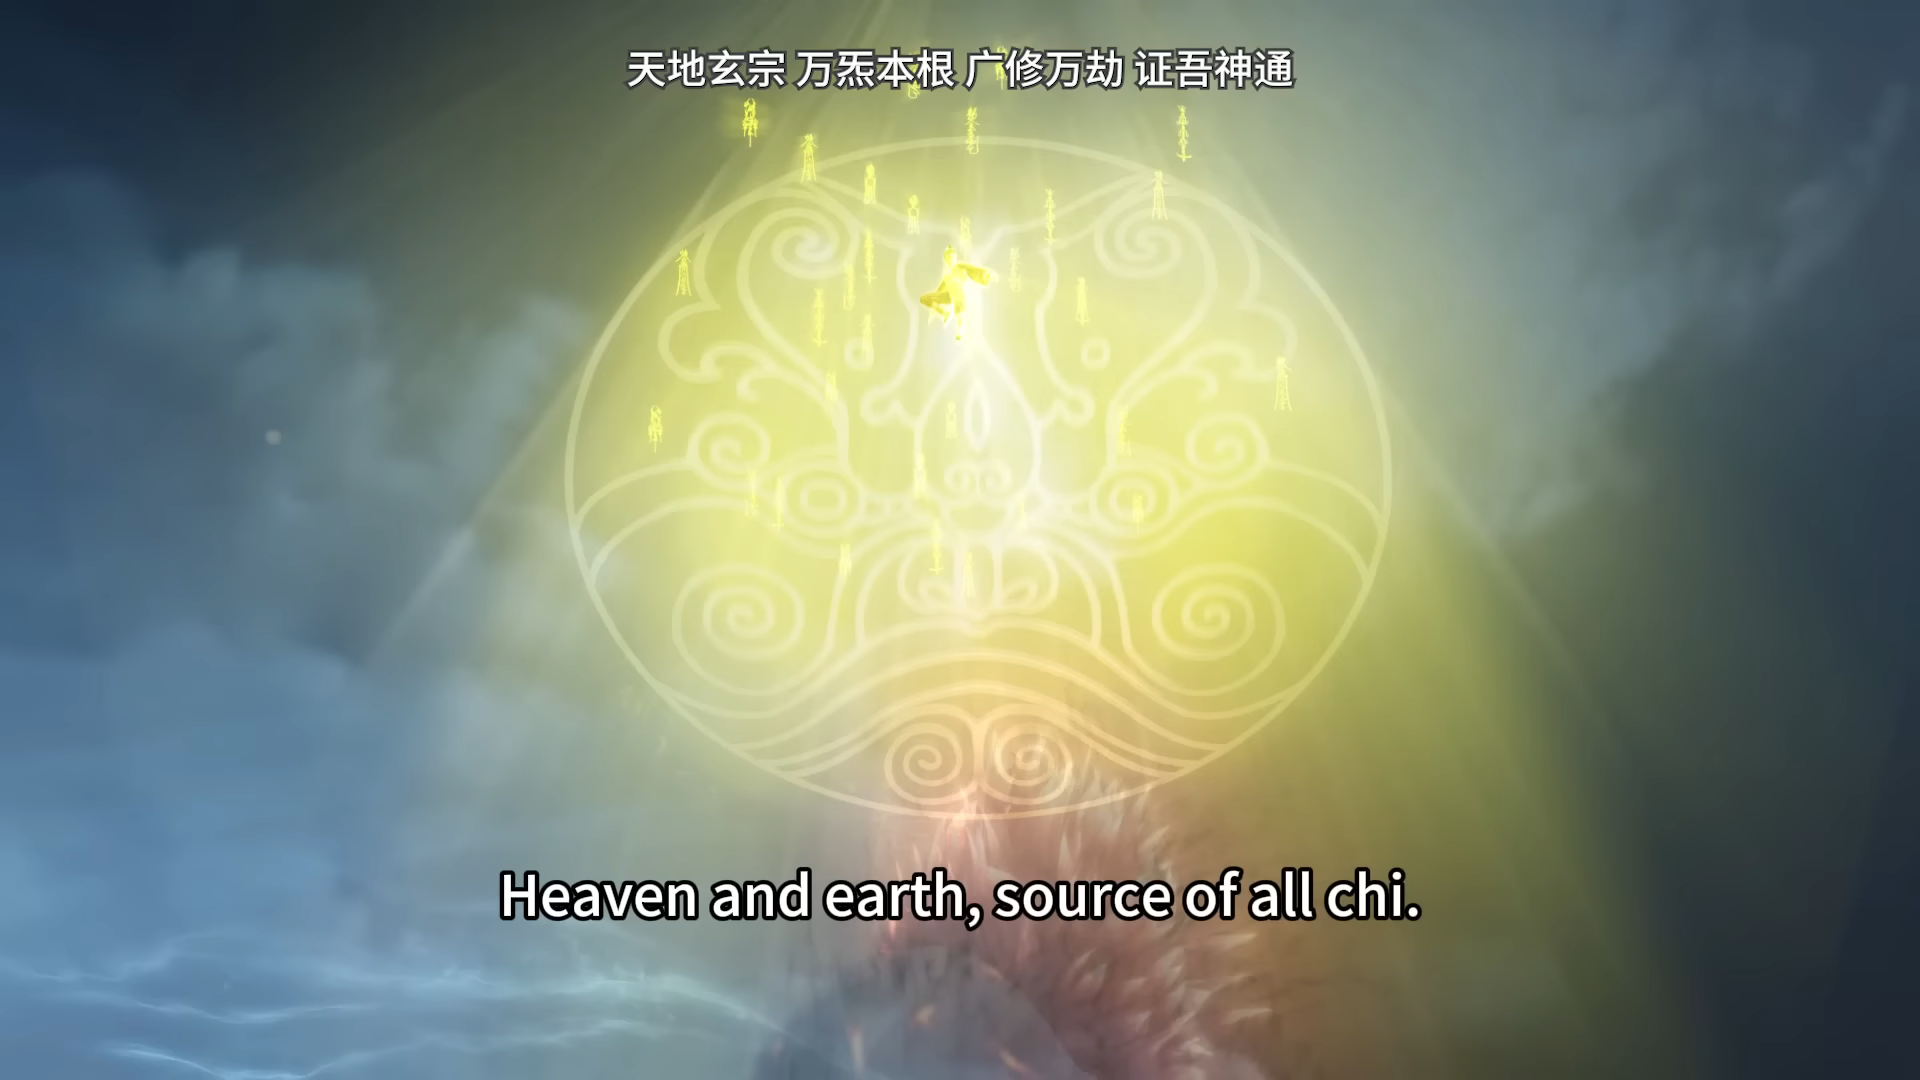 天地玄宗 万炁本根 广修万劫 证吾神通
Heaven and earth, source of all chi.